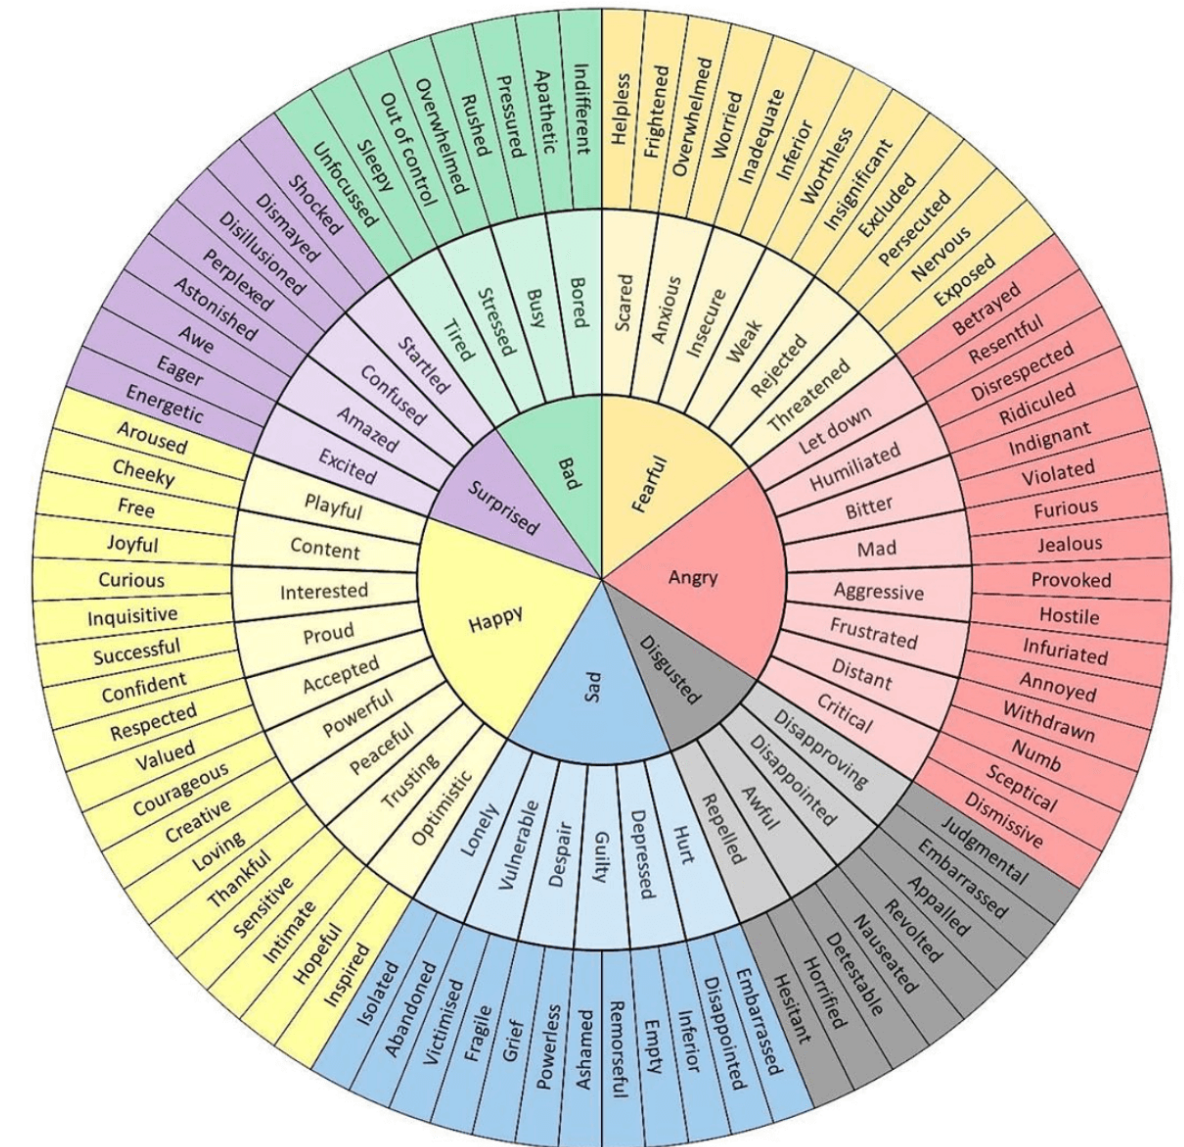 Fearful
Angry
Disgusted
Sad
Happy
Surprised
Bad
Scared
Anxious
Insecure
Weak
Rejected
Threatened
Let down
Humiliated
Bitter
Mad
Aggressive
Frustrated
Distant
Critical
Disapproving
Disappointed
Awful
Repelled
Hurt
Depressed
Guilty
Despair
Vulnerable
Lonely
Optimistic
Trusting
Peaceful
Powerful
Accepted
Proud
Interested
Content
Playful
Excited
Amazed
Confused
Startled
Tired
Stressed
Busy
Bored
Helpless
Frightened
Overwhelmed
Worried
Inadequate
Inferior
Worthless
Insignificant
Excluded
Persecuted
Nervous
Exposed
Betrayed
Resentful
Disrespected
Ridiculed
Indignant
Violated
Furious
Jealous
Provoked
Hostile
Infuriated
Annoyed
Withdrawn
Numb
Sceptical
Dismissive
Judgmental
Embarrassed
Appalled
Revolted
Nauseated
Detestable
Horrified
Hesitant
Embarrassed
Disappointed
Inferior
Empty
Remorseful
Ashamed
Powerless
Grief
Fragile
Victimised
Abandoned
Isolated
Inspired
Hopeful
Intimate
Sensitive
Thankful
Loving
Creative
Courageous
Valued
Respected
Confident
Successful
Inquisitive
Curious
Joyful
Free
Cheeky
Aroused
Energetic
Eager
Awe
Astonished
Perplexed
Disillusioned
Dismayed
Shocked
Unfocussed
Sleepy
Out of control
Overwhelmed
Rushed
Pressured
Apathetic
Indifferent